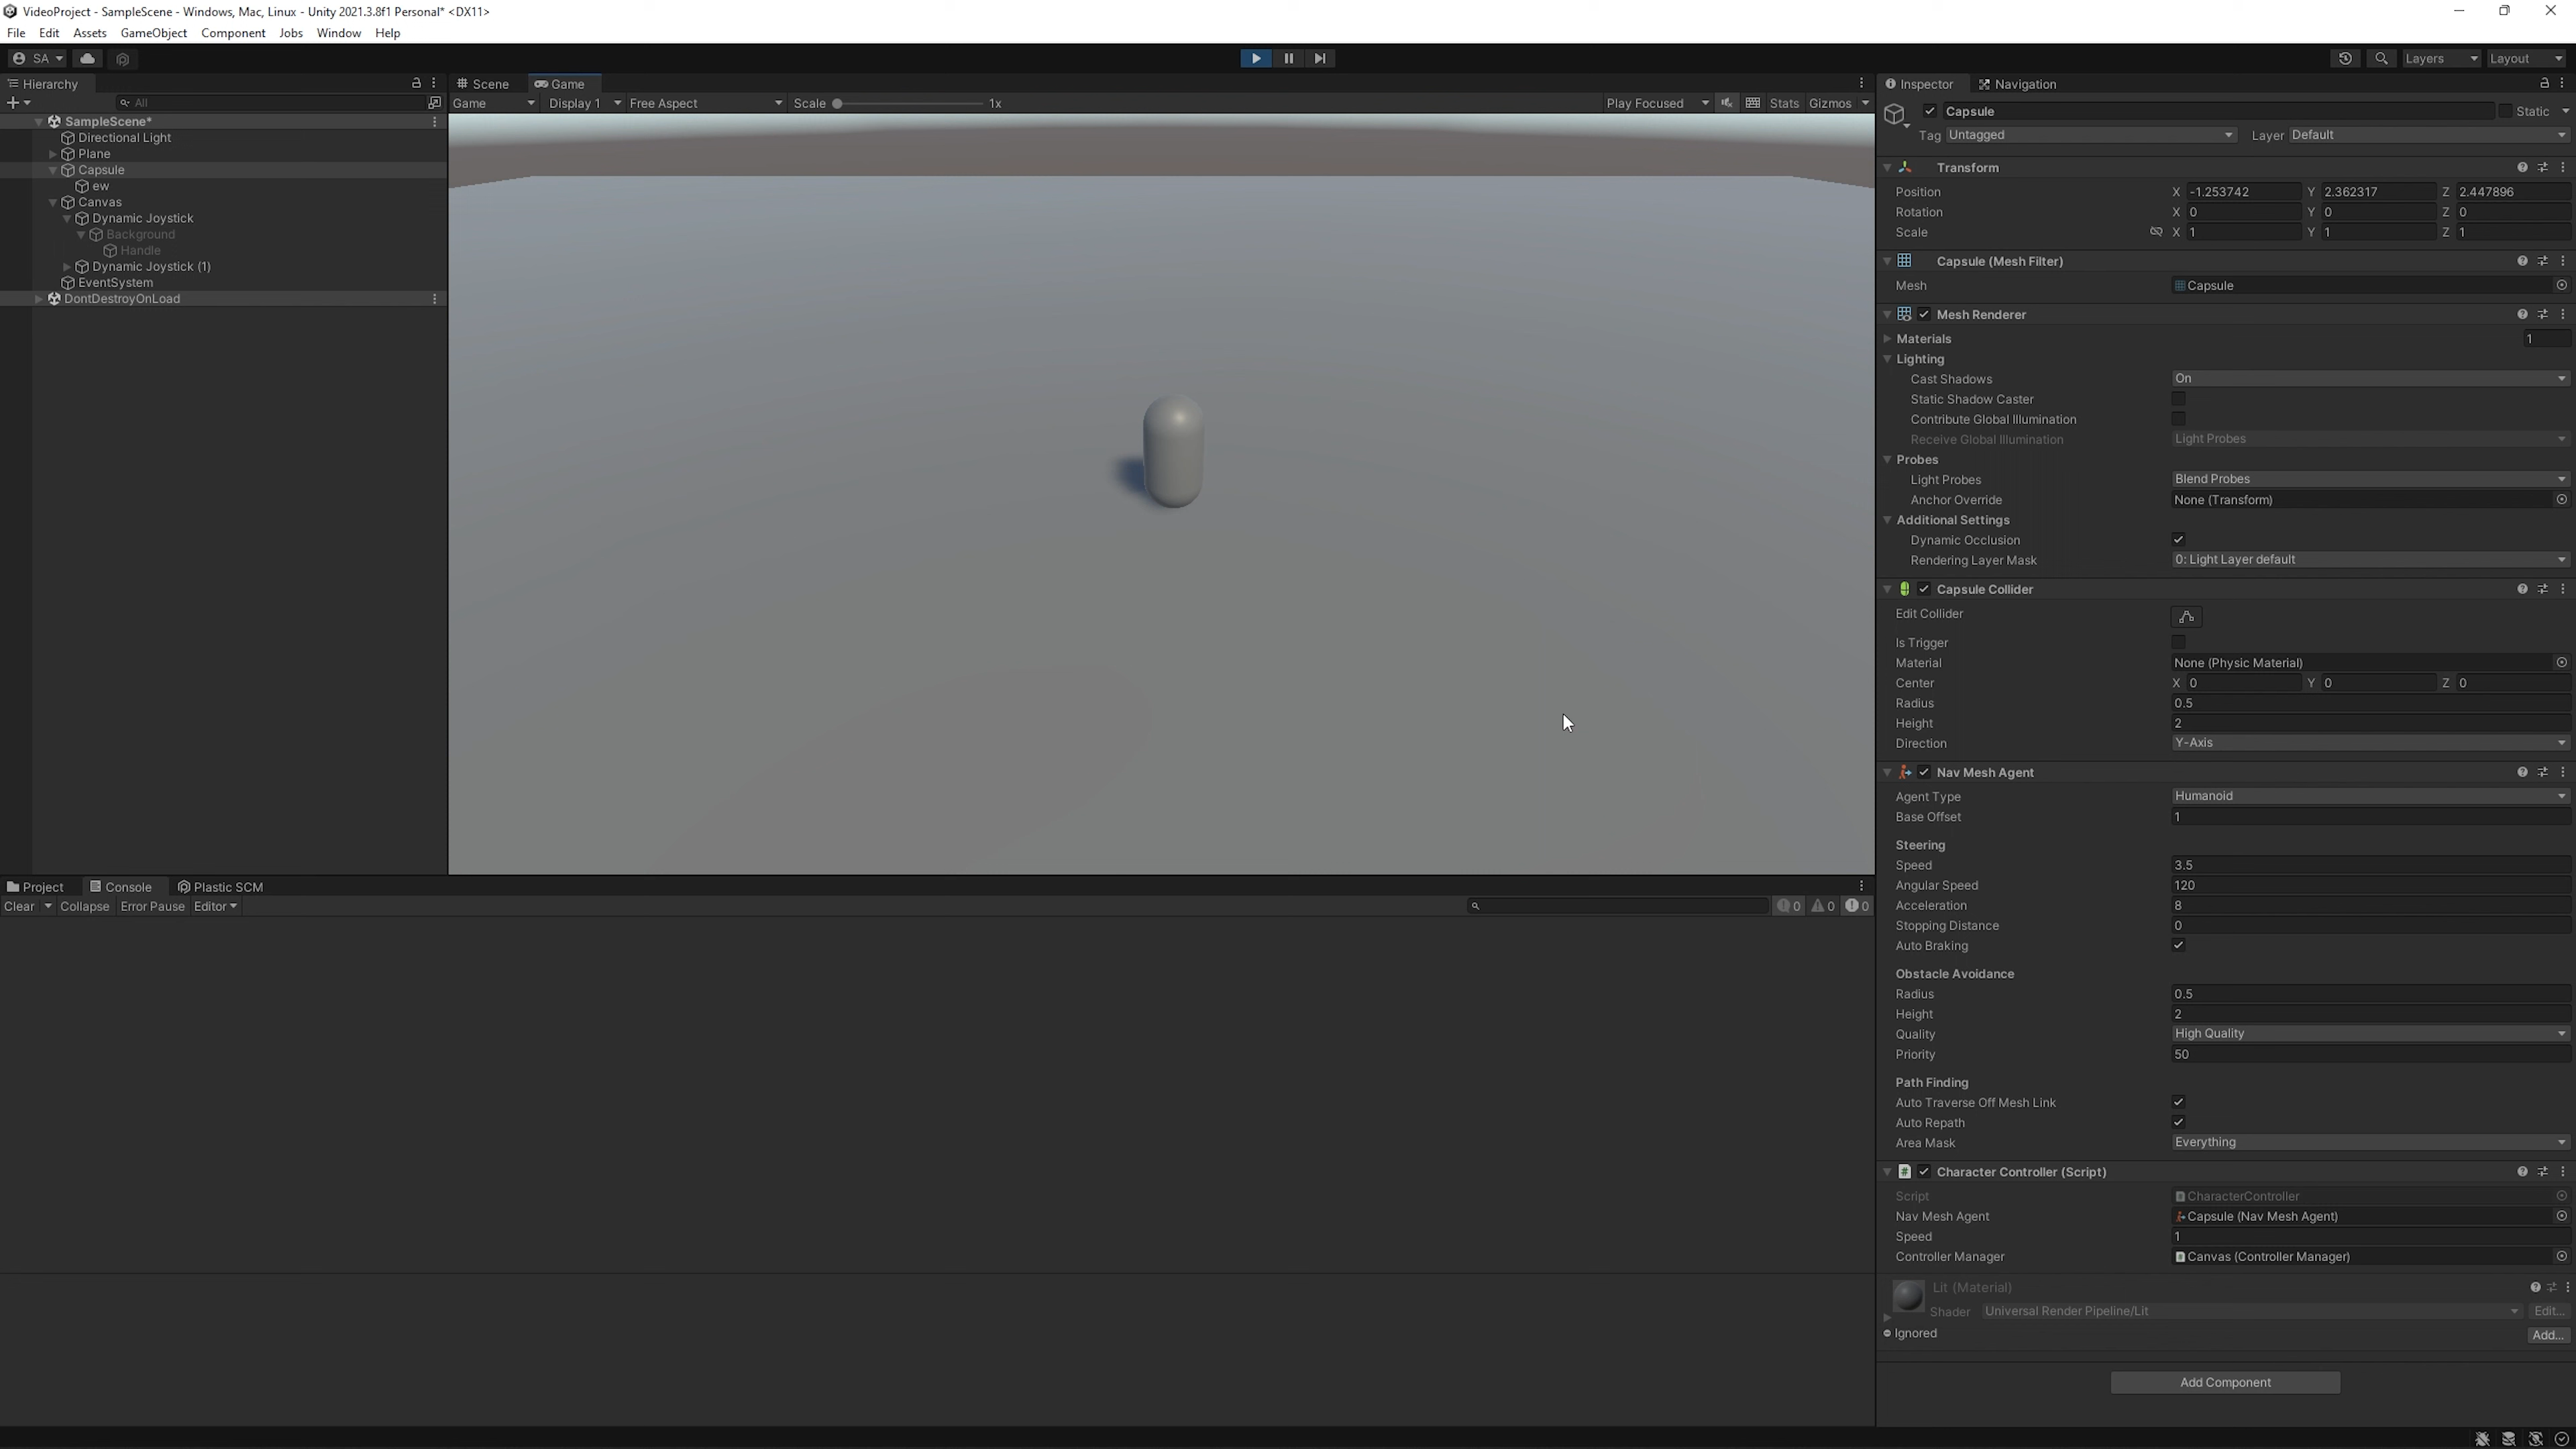 VideoProject - SampleScene - Windows, Mac, Linux - Unity 2021.3.8f1 Personal* <DX11>
File Edit Assets GameObject Component Jobs Window Help
SA
Layers Layout
Hierarchy
All
SampleScene*
Directional Light
Plane
Capsule
ew
Canvas
Dynamic Joystick
Background
Handle
Dynamic Joystick (1)
EventSystem
DontDestroyOnLoad
Scene Game
Game Display 1 Free Aspect Scale 1x Play Focused Stats Gizmos
Project Console Plastic SCM
Clear Collapse Error Pause Editor 0 0 0
Inspector Navigation
Capsule Static
Tag Untagged Layer Default
Transform
Position X -1.253742 Y 2.362317 Z 2.447896
Rotation X 0 Y 0 Z 0
Scale X 1 Y 1 Z 1
Capsule (Mesh Filter)
Mesh Capsule
Mesh Renderer
Materials 1
Lighting
Cast Shadows On
Static Shadow Caster
Contribute Global Illumination
Receive Global Illumination Light Probes
Probes
Light Probes Blend Probes
Anchor Override None (Transform)
Additional Settings
Dynamic Occlusion
Rendering Layer Mask 0: Light Layer default
Capsule Collider
Edit Collider
Is Trigger
Material None (Physic Material)
Center X 0 Y 0 Z 0
Radius 0.5
Height 2
Direction Y-Axis
Nav Mesh Agent
Agent Type Humanoid
Base Offset 1
Steering
Speed 3.5
Angular Speed 120
Acceleration 8
Stopping Distance 0
Auto Braking
Obstacle Avoidance
Radius 0.5
Height 2
Quality High Quality
Priority 50
Path Finding
Auto Traverse Off Mesh Link
Auto Repath
Area Mask Everything
Character Controller (Script)
Script CharacterController
Nav Mesh Agent Capsule (Nav Mesh Agent)
Speed 1
Controller Manager Canvas (Controller Manager)
Lit (Material)
Shader Universal Render Pipeline/Lit Edit...
Ignored Add...
Add Component